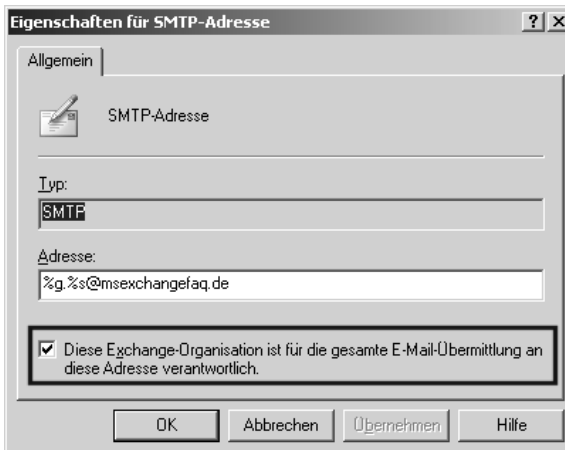 Eigenschaften für SMTP-Adresse
Allgemein
SMTP-Adresse
Typ:
SMTP
Adresse:
%g.%s@msexchangefaq.de
Diese Exchange-Organisation ist für die gesamte E-Mail-Übermittlung an
diese Adresse verantwortlich.
OK Abbrechen Übernehmen Hilfe